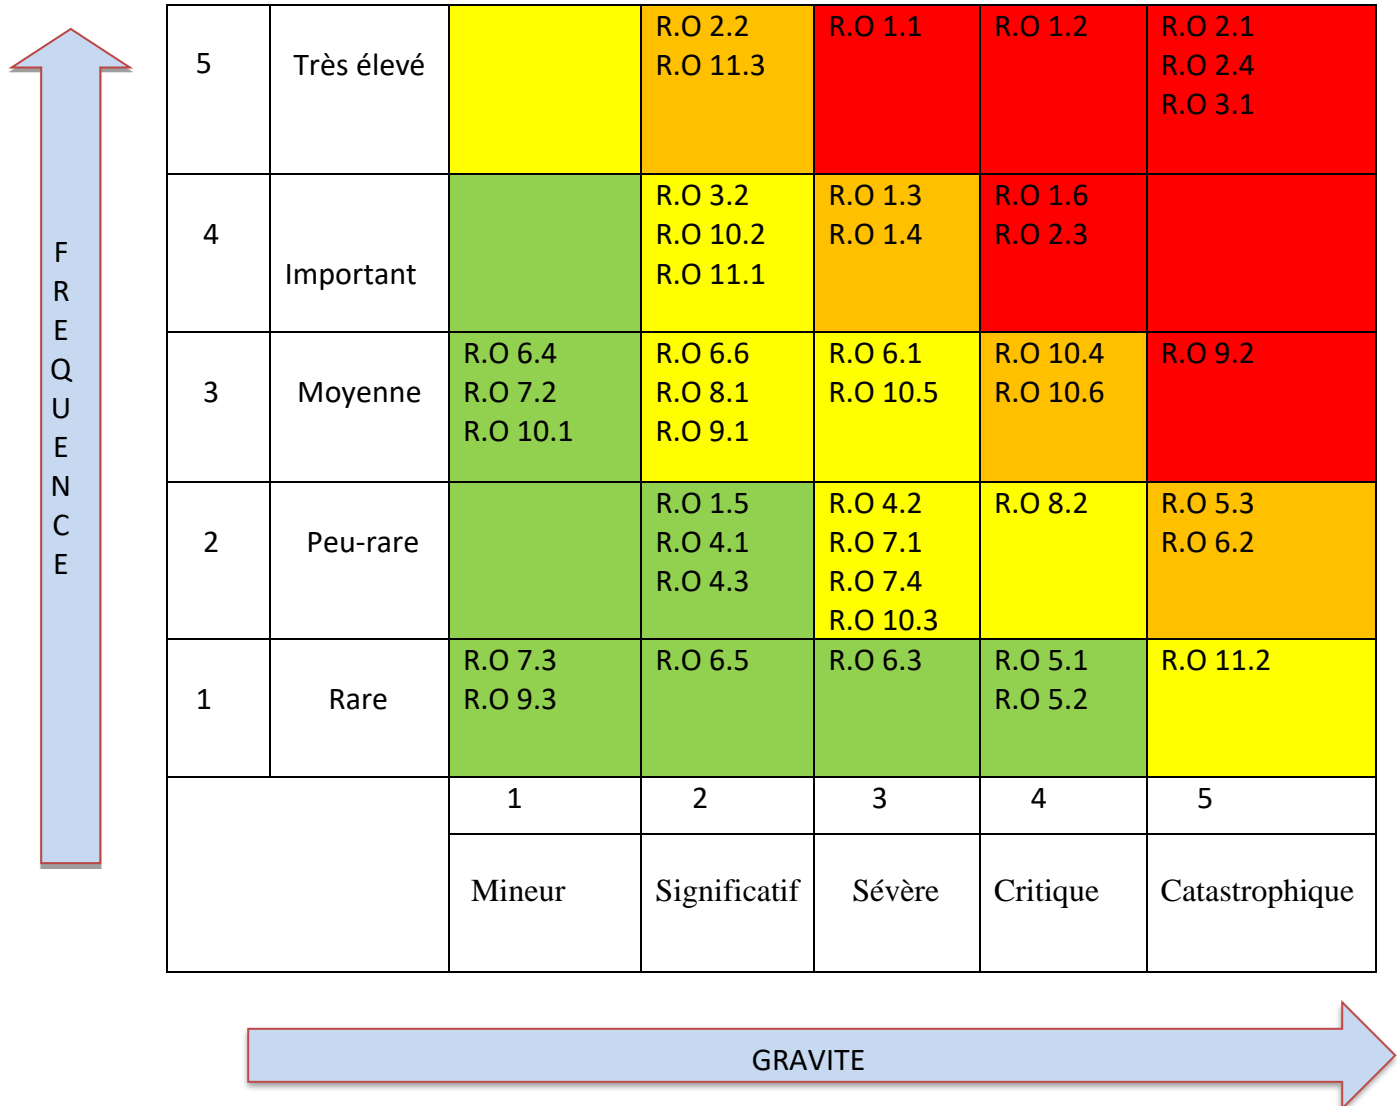 F
R
E
Q
U
E
N
C
E
5 Très élevé
R.O 2.2
R.O 11.3
R.O 1.1
R.O 1.2
R.O 2.1
R.O 2.4
R.O 3.1
4 Important
R.O 3.2
R.O 10.2
R.O 11.1
R.O 1.3
R.O 1.4
R.O 1.6
R.O 2.3
3 Moyenne
R.O 6.4
R.O 7.2
R.O 10.1
R.O 6.6
R.O 8.1
R.O 9.1
R.O 6.1
R.O 10.5
R.O 10.4
R.O 10.6
R.O 9.2
2 Peu-rare
R.O 1.5
R.O 4.1
R.O 4.3
R.O 4.2
R.O 7.1
R.O 7.4
R.O 10.3
R.O 8.2
R.O 5.3
R.O 6.2
1 Rare
R.O 7.3
R.O 9.3
R.O 6.5
R.O 6.3
R.O 5.1
R.O 5.2
R.O 11.2
1 2 3 4 5
Mineur Significatif Sévère Critique Catastrophique
GRAVITE